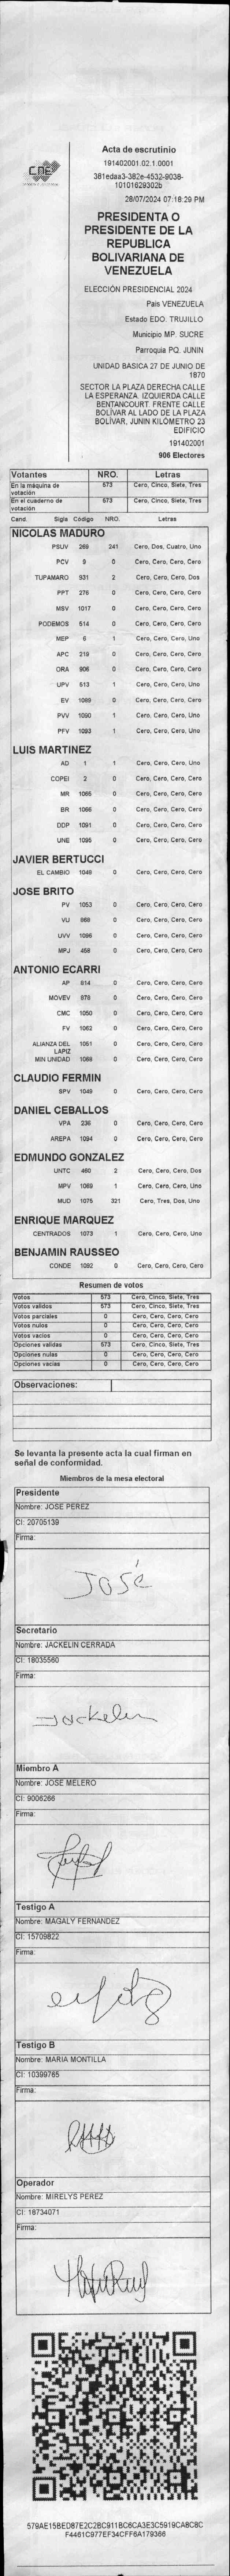 CNE
Acta de escrutinio
191402001.02.1.0001
381edaa3-382e-4532-9038-
10101629302b
28/07/2024 07:18:29 PM
PRESIDENTA O
PRESIDENTE DE LA
REPUBLICA
BOLIVARIANA DE
VENEZUELA
ELECCIÓN PRESIDENCIAL 2024
País VENEZUELA
Estado EDO. TRUJILLO
Municipio MP. SUCRE
Parroquia PQ. JUNIN
UNIDAD BASICA 27 DE JUNIO DE
1870
SECTOR LA PLAZA DERECHA CALLE
LA ESPERANZA. IZQUIERDA CALLE
BENTANCOURT. FRENTE CALLE
BOLÍVAR AL LADO DE LA PLAZA
BOLÍVAR, JUNIN KILÓMETRO 23
EDIFICIO
191402001
906 Electores
Votantes NRO. Letras
En la máquina de votación 573 Cero, Cinco, Siete, Tres
En el cuaderno de votación 573 Cero, Cinco, Siete, Tres
Cand. Sigla Código NRO. Letras
NICOLAS MADURO
PSUV 269 241 Cero, Dos, Cuatro, Uno
PCV 9 0 Cero, Cero, Cero, Cero
TUPAMARO 931 2 Cero, Cero, Cero, Dos
PPT 276 0 Cero, Cero, Cero, Cero
MSV 1017 0 Cero, Cero, Cero, Cero
PODEMOS 514 0 Cero, Cero, Cero, Cero
MEP 6 1 Cero, Cero, Cero, Uno
APC 219 0 Cero, Cero, Cero, Cero
ORA 906 0 Cero, Cero, Cero, Cero
UPV 613 1 Cero, Cero, Cero, Uno
EV 1089 0 Cero, Cero, Cero, Cero
PVV 1090 1 Cero, Cero, Cero, Uno
PFV 1093 1 Cero, Cero, Cero, Uno
LUIS MARTINEZ
AD 1 1 Cero, Cero, Cero, Uno
COPEI 2 0 Cero, Cero, Cero, Cero
MR 1065 0 Cero, Cero, Cero, Cero
BR 1066 0 Cero, Cero, Cero, Cero
DDP 1091 0 Cero, Cero, Cero, Cero
UNE 1095 0 Cero, Cero, Cero, Cero
JAVIER BERTUCCI
EL CAMBIO 1048 0 Cero, Cero, Cero, Cero
JOSE BRITO
PV 1053 0 Cero, Cero, Cero, Cero
VU 868 0 Cero, Cero, Cero, Cero
UVV 1096 0 Cero, Cero, Cero, Cero
MPJ 458 0 Cero, Cero, Cero, Cero
ANTONIO ECARRI
AP 814 0 Cero, Cero, Cero, Cero
MOVEV 878 0 Cero, Cero, Cero, Cero
CMC 1050 0 Cero, Cero, Cero, Cero
FV 1062 0 Cero, Cero, Cero, Cero
ALIANZA DEL LAPIZ 1051 0 Cero, Cero, Cero, Cero
MIN UNIDAD 1068 0 Cero, Cero, Cero, Cero
CLAUDIO FERMIN
SPV 1049 0 Cero, Cero, Cero, Cero
DANIEL CEBALLOS
VPA 236 0 Cero, Cero, Cero, Cero
AREPA 1094 0 Cero, Cero, Cero, Cero
EDMUNDO GONZALEZ
UNTC 460 2 Cero, Cero, Cero, Dos
MPV 1069 1 Cero, Cero, Cero, Uno
MUD 1075 321 Cero, Tres, Dos, Uno
ENRIQUE MARQUEZ
CENTRADOS 1073 1 Cero, Cero, Cero, Uno
BENJAMIN RAUSSEO
CONDE 1092 0 Cero, Cero, Cero, Cero
Resumen de votos
Votos 573 Cero, Cinco, Siete, Tres
Votos validos 573 Cero, Cinco, Siete, Tres
Votos parciales 0 Cero, Cero, Cero, Cero
Votos nulos 0 Cero, Cero, Cero, Cero
Votos vacios 0 Cero, Cero, Cero, Cero
Opciones validas 573 Cero, Cinco, Siete, Tres
Opciones nulas 0 Cero, Cero, Cero, Cero
Opciones vacias 0 Cero, Cero, Cero, Cero
Observaciones:
Se levanta la presente acta la cual firman en
señal de conformidad.
Miembros de la mesa electoral
Presidente
Nombre: JOSE PEREZ
CI: 20705139
Firma:
José
Secretario
Nombre: JACKELIN CERRADA
CI: 18035560
Firma:
Jackelin
Miembro A
Nombre: JOSE MELERO
CI: 9006266
Firma:
Testigo A
Nombre: MAGALY FERNANDEZ
CI: 15709822
Firma:
Testigo B
Nombre: MARIA MONTILLA
CI: 10399765
Firma:
Operador
Nombre: MIRELYS PEREZ
CI: 18734071
Firma:
579AE15BED87E2C2BC911BC6CA3E3C5919CA8C8C
F4461C977EF34CFF6A179366